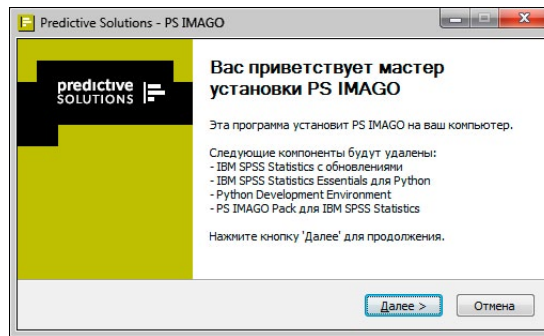 Predictive Solutions - PS IMAGO
predictive
SOLUTIONS
Вас приветствует мастер
установки PS IMAGO
Эта программа установит PS IMAGO на ваш компьютер.
Следующие компоненты будут удалены:
- IBM SPSS Statistics с обновлениями
- IBM SPSS Statistics Essentials для Python
- Python Development Environment
- PS IMAGO Pack для IBM SPSS Statistics
Нажмите кнопку 'Далее' для продолжения.
Далее >
Отмена